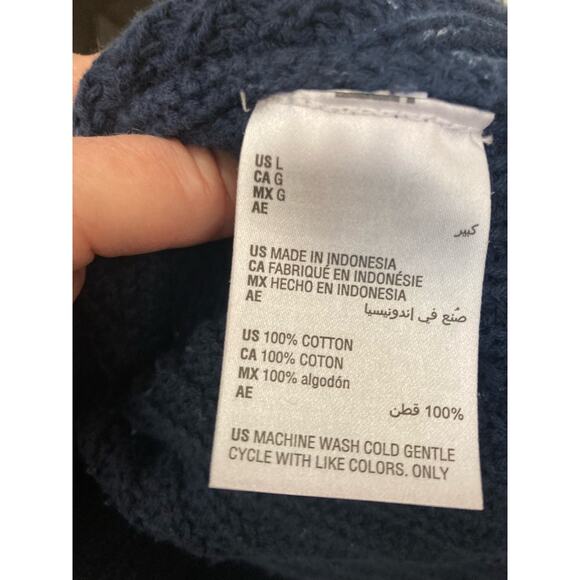 US L
CA G
MX G
AE
كبير
US MADE IN INDONESIA
CA FABRIQUÉ EN INDONÉSIE
MX HECHO EN INDONESIA
AE
صُنع في إندونيسيا
US 100% COTTON
CA 100% COTON
MX 100% algodón
AE
100% قطن
US MACHINE WASH COLD GENTLE
CYCLE WITH LIKE COLORS. ONLY